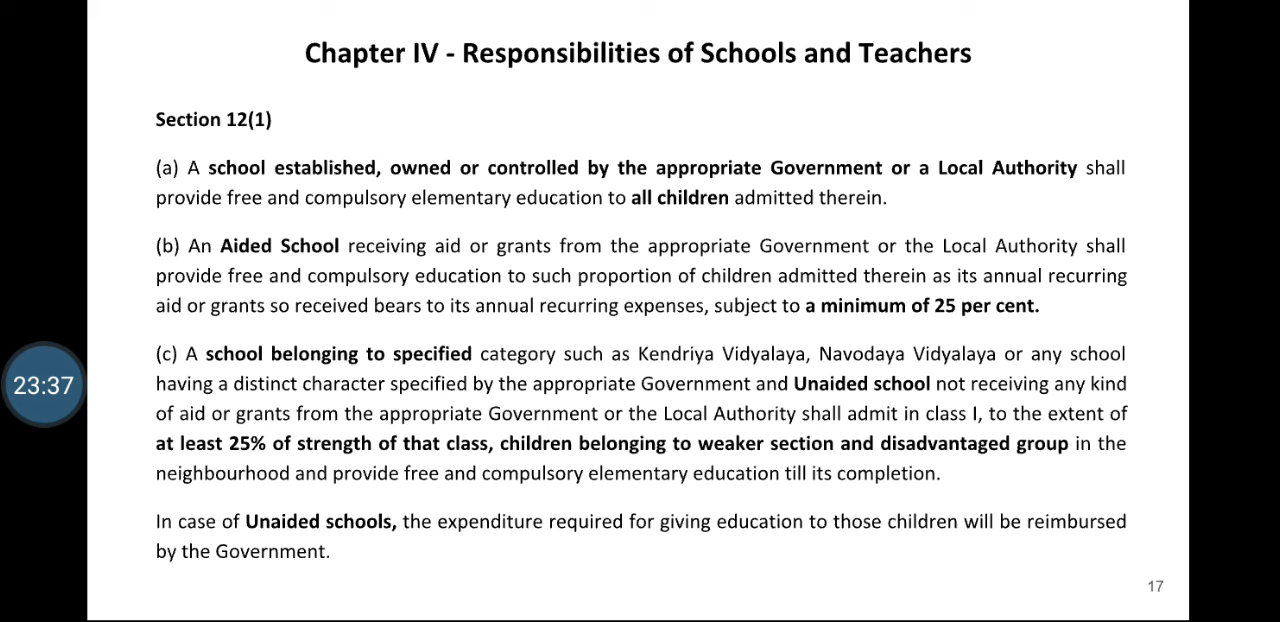 Chapter IV - Responsibilities of Schools and Teachers
Section 12(1)
(a) A school established, owned or controlled by the appropriate Government or a Local Authority shall
provide free and compulsory elementary education to all children admitted therein.
(b) An Aided School receiving aid or grants from the appropriate Government or the Local Authority shall
provide free and compulsory education to such proportion of children admitted therein as its annual recurring
aid or grants so received bears to its annual recurring expenses, subject to a minimum of 25 per cent.
(c) A school belonging to specified category such as Kendriya Vidyalaya, Navodaya Vidyalaya or any school
having a distinct character specified by the appropriate Government and Unaided school not receiving any kind
of aid or grants from the appropriate Government or the Local Authority shall admit in class I, to the extent of
at least 25% of strength of that class, children belonging to weaker section and disadvantaged group in the
neighbourhood and provide free and compulsory elementary education till its completion.
In case of Unaided schools, the expenditure required for giving education to those children will be reimbursed
by the Government.
23:37
17